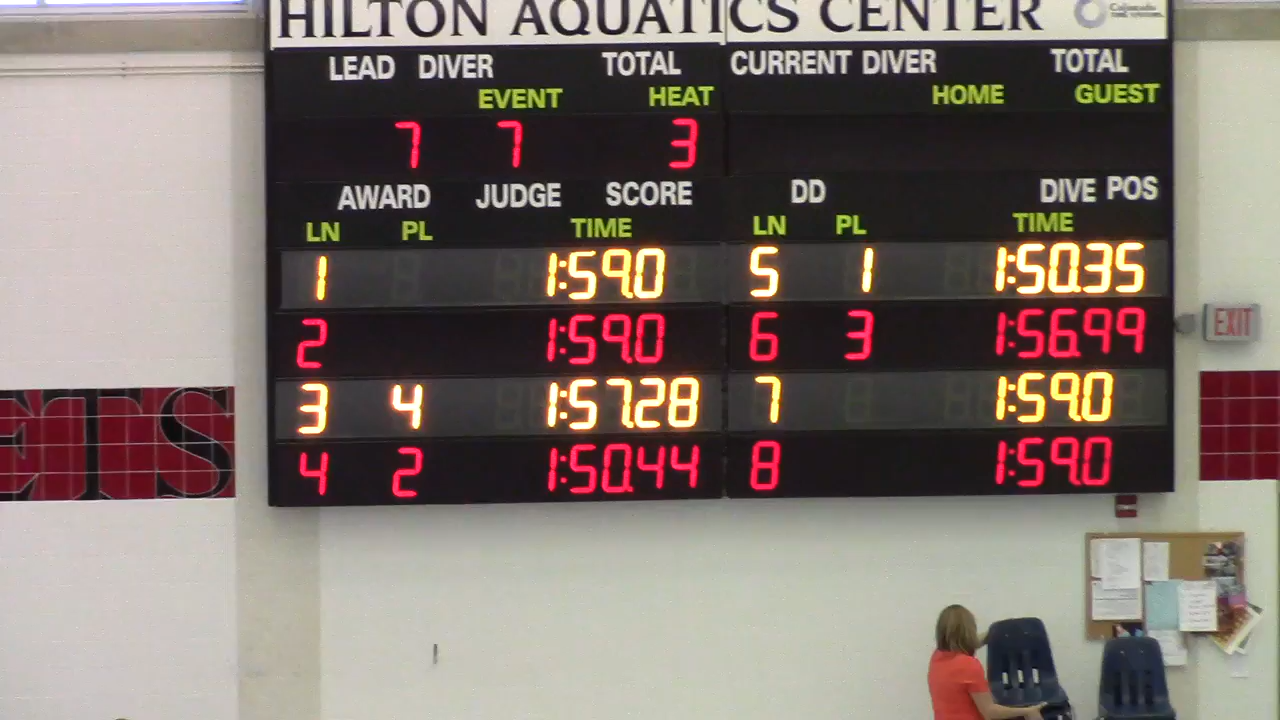 HILTON AQUATICS CENTER
LEAD DIVER TOTAL CURRENT DIVER TOTAL
EVENT HEAT HOME GUEST
7 7 3
AWARD JUDGE SCORE DD DIVE POS
LN PL TIME LN PL TIME
1 1:59.0 5 1 1:50.35
2 1:59.0 6 3 1:56.99
3 4 1:57.28 7 1:59.0
4 2 1:50.44 8 1:59.0
EXIT
ETS